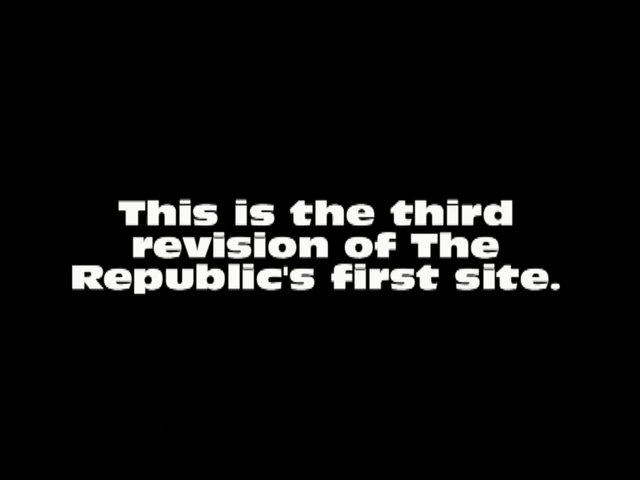 This is the third
revision of The
Republic's first site.